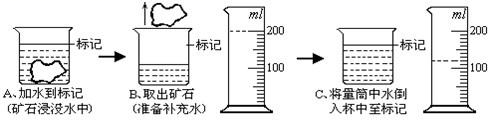 标记
A、加水到标记
(矿石浸没水中)
标记
B、取出矿石
(准备补充水)
ml
200
100
标记
C、将量筒中水倒
入杯中至标记
ml
200
100